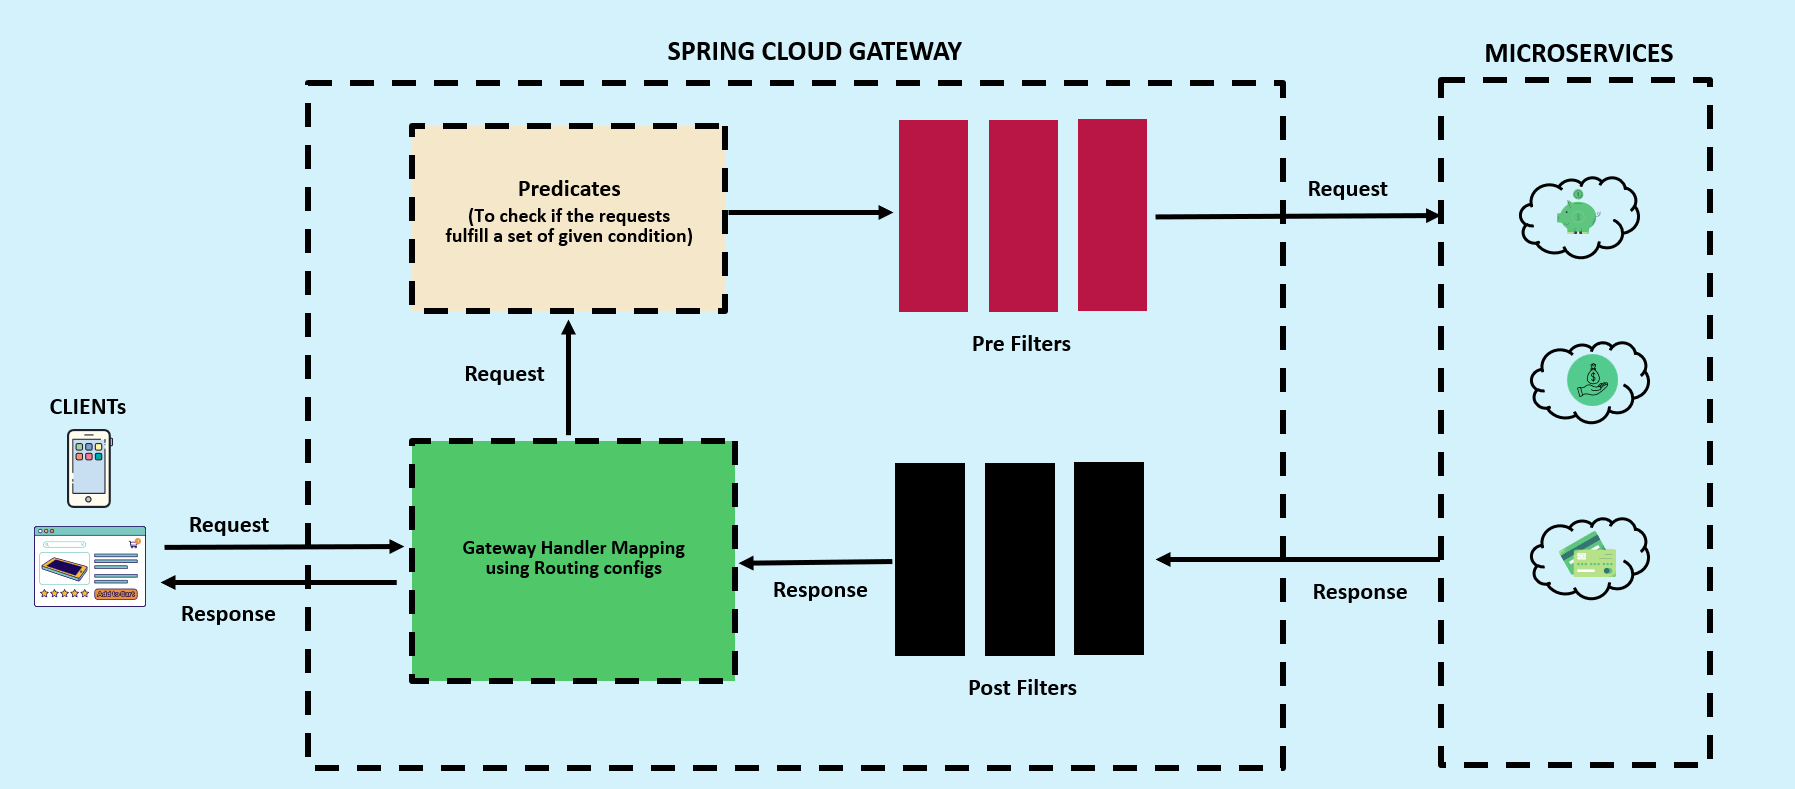 SPRING CLOUD GATEWAY
MICROSERVICES
Predicates
(To check if the requests
fulfill a set of given condition)
Request
Pre Filters
Request
CLIENTs
Request
Gateway Handler Mapping
using Routing configs
Response
Response
Response
Post Filters
Add to Cart